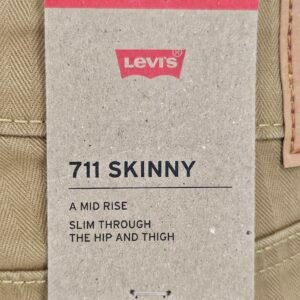 Levi's®
711 SKINNY
A MID RISE
SLIM THROUGH
THE HIP AND THIGH